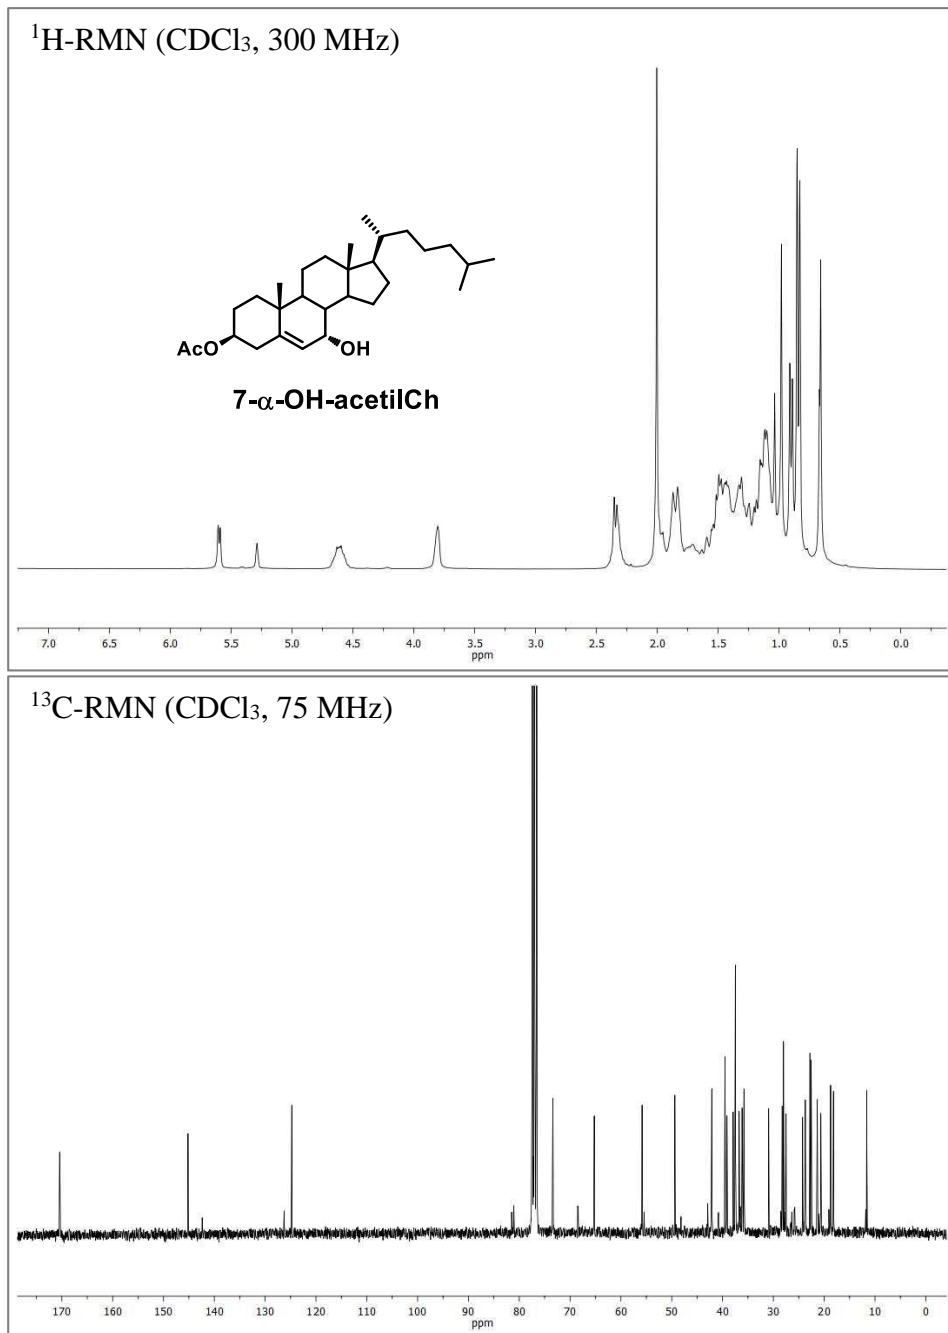 ¹H-RMN (CDCl₃, 300 MHz)
AcO
OH
7-α-OH-acetilCh
7.0 6.5 6.0 5.5 5.0 4.5 4.0 3.5 3.0 2.5 2.0 1.5 1.0 0.5 0.0
ppm
¹³C-RMN (CDCl₃, 75 MHz)
170 160 150 140 130 120 110 100 90 80 70 60 50 40 30 20 10 0
ppm